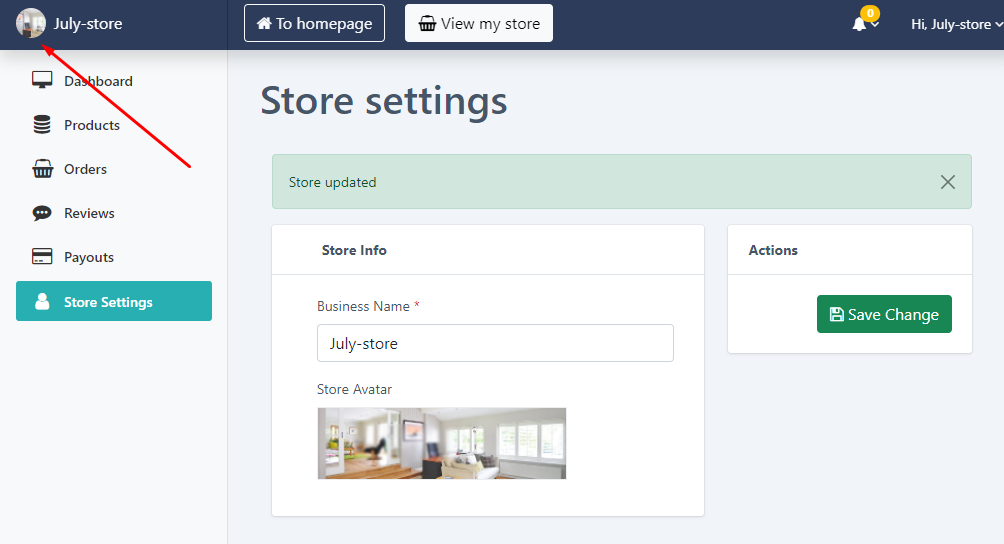 July-store
To homepage
View my store
0
Hi, July-store
Dashboard
Products
Orders
Reviews
Payouts
Store Settings
Store settings
Store updated
Store Info
Actions
Business Name *
July-store
Save Change
Store Avatar